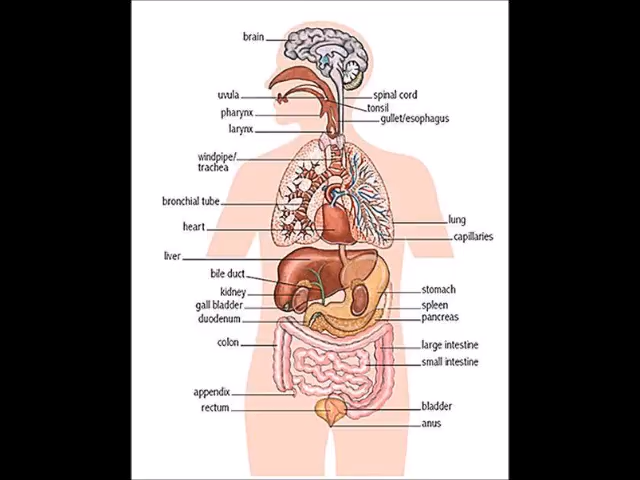 brain
uvula
spinal cord
tonsil
pharynx
gullet/esophagus
larynx
windpipe/
trachea
bronchial tube
lung
heart
capillaries
liver
bile duct
kidney
stomach
gall bladder
spleen
duodenum
pancreas
colon
large intestine
small intestine
appendix
rectum
bladder
anus